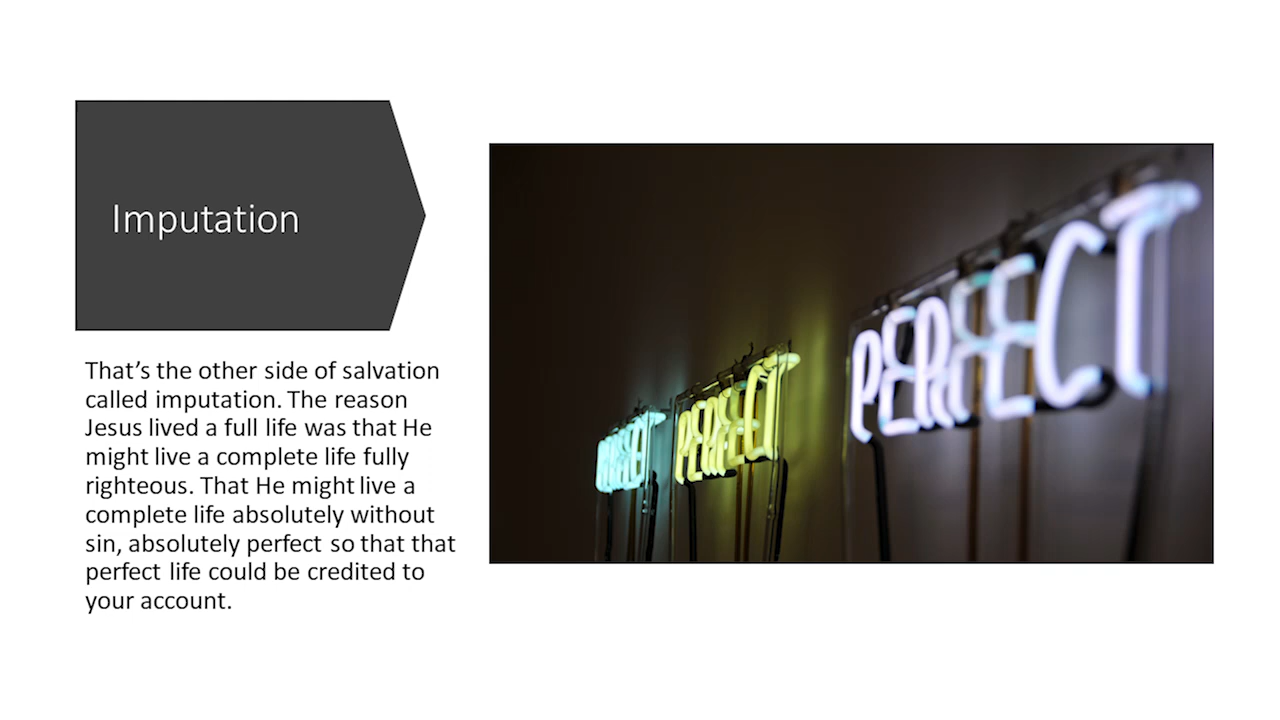 Imputation
That's the other side of salvation
called imputation. The reason
Jesus lived a full life was that He
might live a complete life fully
righteous. That He might live a
complete life absolutely without
sin, absolutely perfect so that that
perfect life could be credited to
your account.
PERFECT
PERFECT
PERFECT